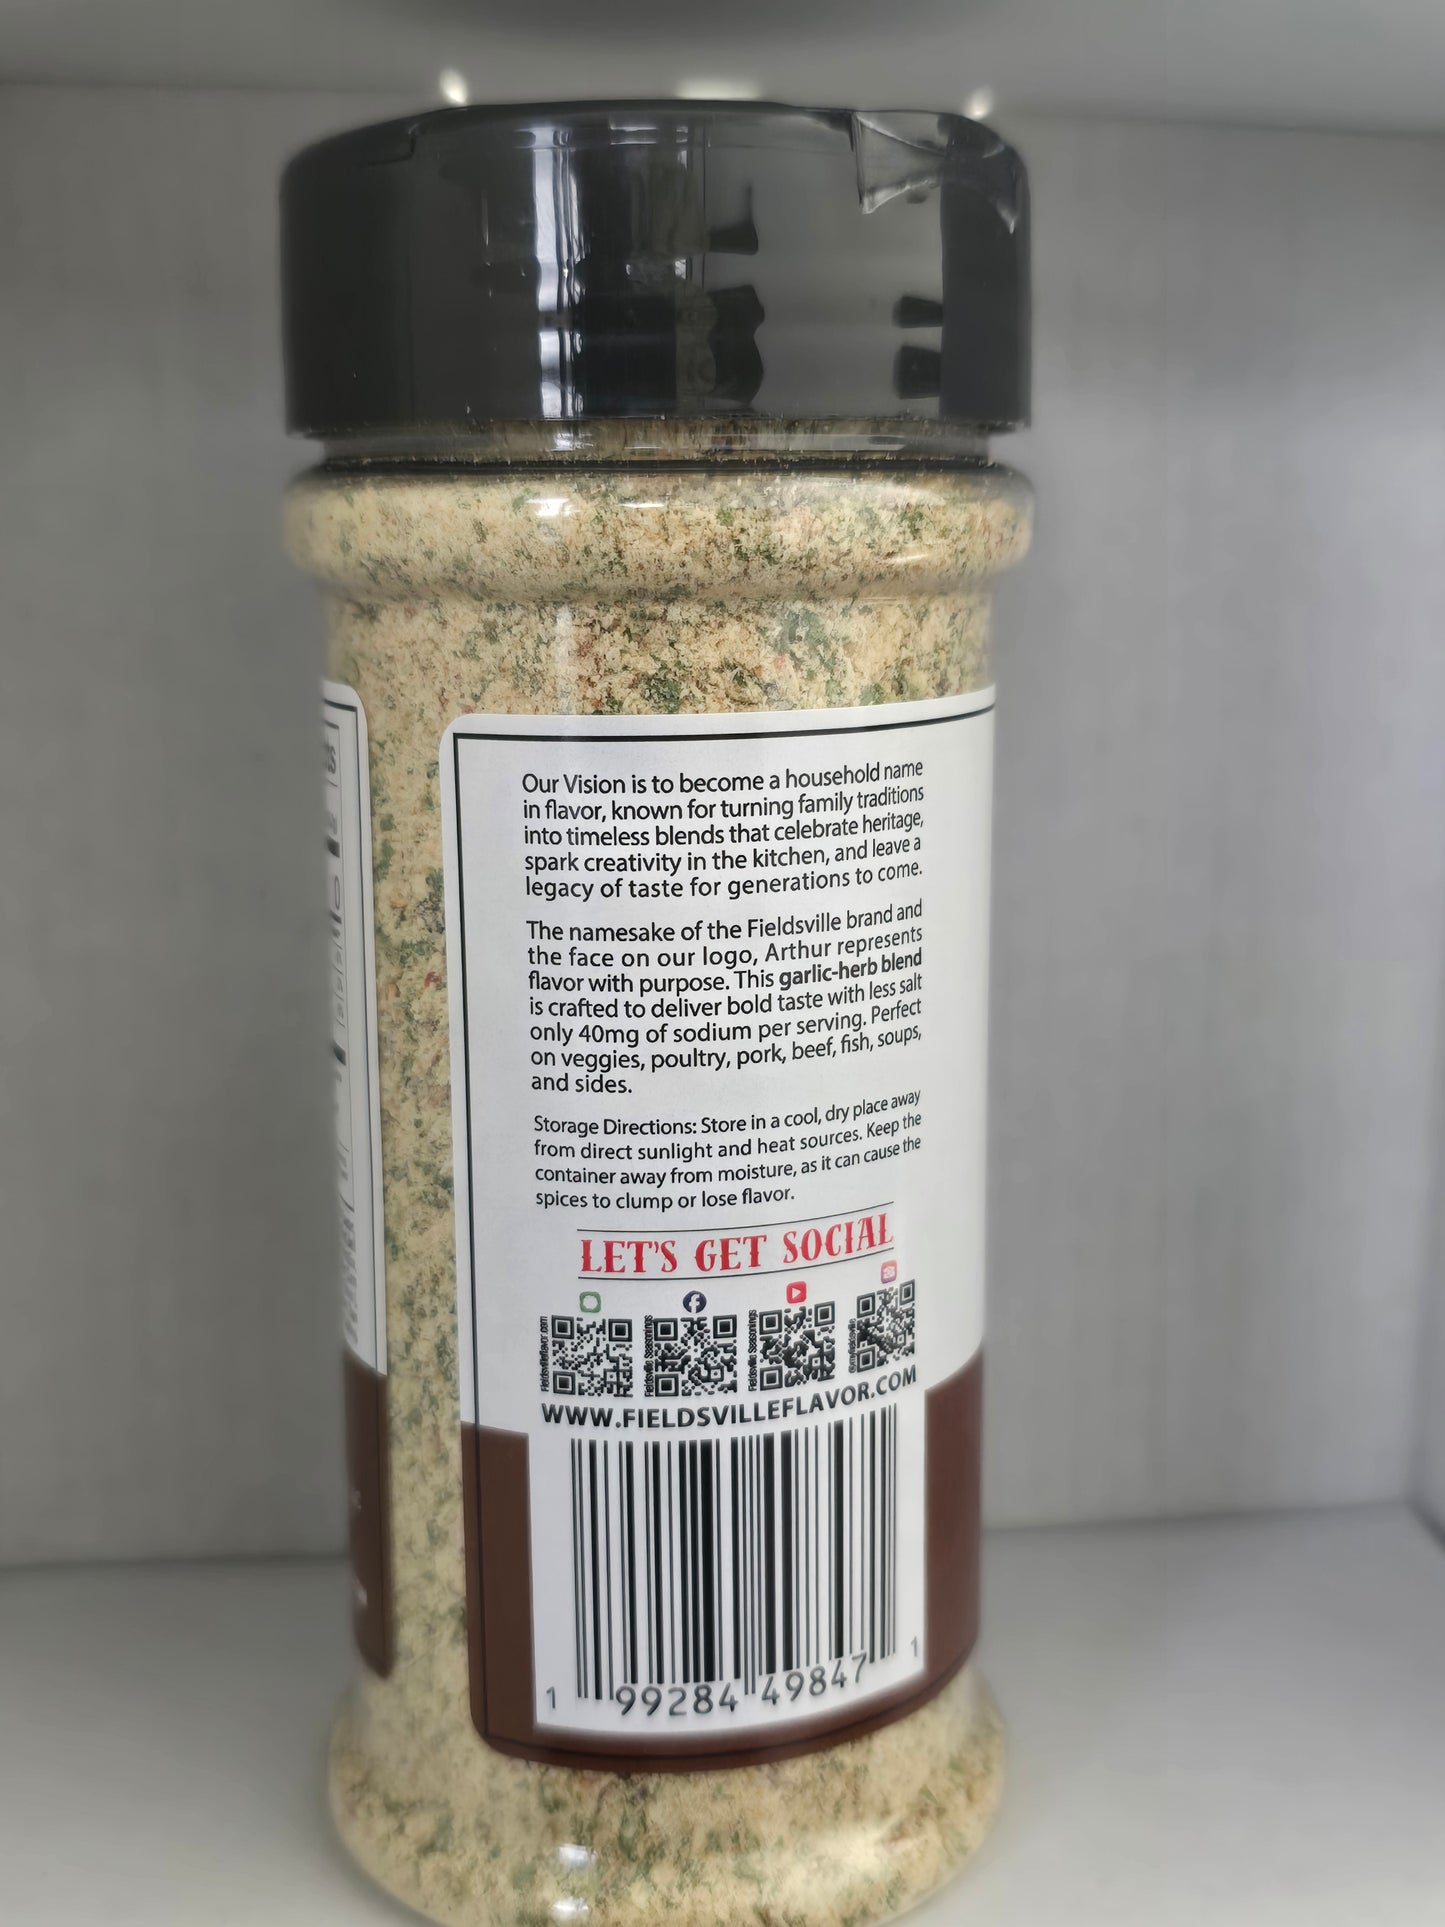 Our Vision is to become a household name
in flavor, known for turning family traditions
into timeless blends that celebrate heritage,
spark creativity in the kitchen, and leave a
legacy of taste for generations to come.
The namesake of the Fieldsville brand and
the face on our logo, Arthur represents
flavor with purpose. This garlic-herb blend
is crafted to deliver bold taste with less salt
only 40mg of sodium per serving. Perfect
on veggies, poultry, pork, beef, fish, soups,
and sides.
Storage Directions: Store in a cool, dry place away
from direct sunlight and heat sources. Keep the
container away from moisture, as it can cause the
spices to clump or lose flavor.
LET'S GET SOCIAL
Fieldsvilleflavor.com
Fieldsville Seasonings
Fieldsville Seasonings
WWW.FIELDSVILLEFLAVOR.COM
1 99284 49847 1